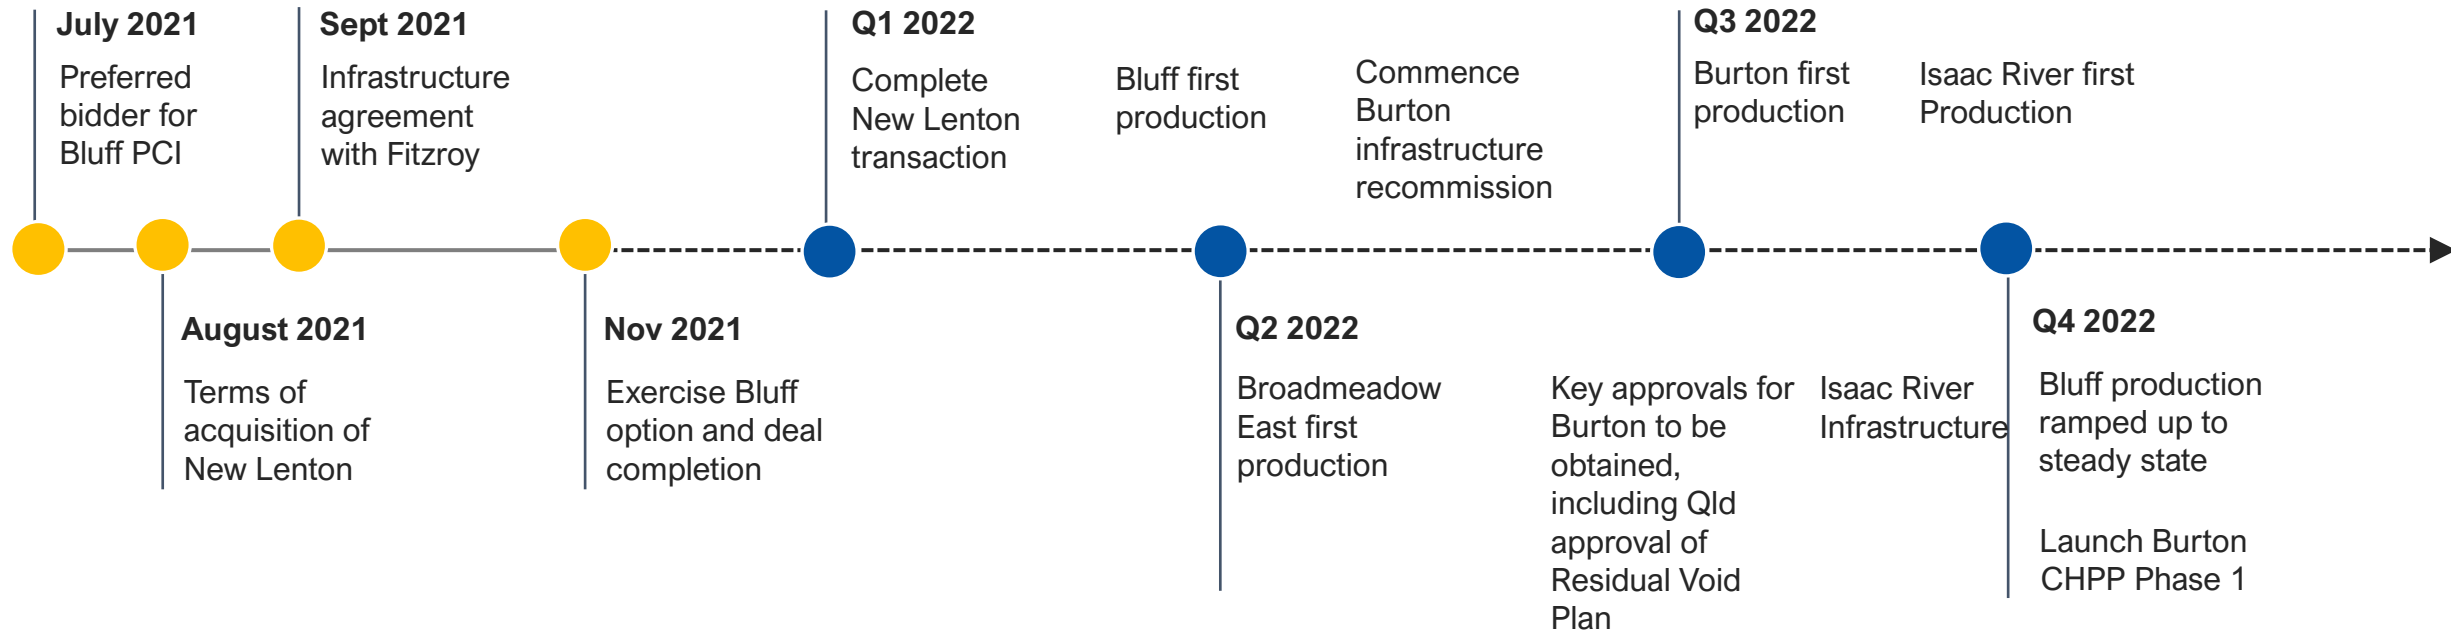 July 2021
Preferred
bidder for
Bluff PCI
Sept 2021
Infrastructure
agreement
with Fitzroy
Q1 2022
Complete
New Lenton
transaction
Bluff first
production
Commence
Burton
infrastructure
recommission
Q3 2022
Burton first
production
Isaac River first
Production
August 2021
Terms of
acquisition of
New Lenton
Nov 2021
Exercise Bluff
option and deal
completion
Q2 2022
Broadmeadow
East first
production
Key approvals for
Burton to be
obtained,
including Qld
approval of
Residual Void
Plan
Isaac River
Infrastructure
Q4 2022
Bluff production
ramped up to
steady state
Launch Burton
CHPP Phase 1